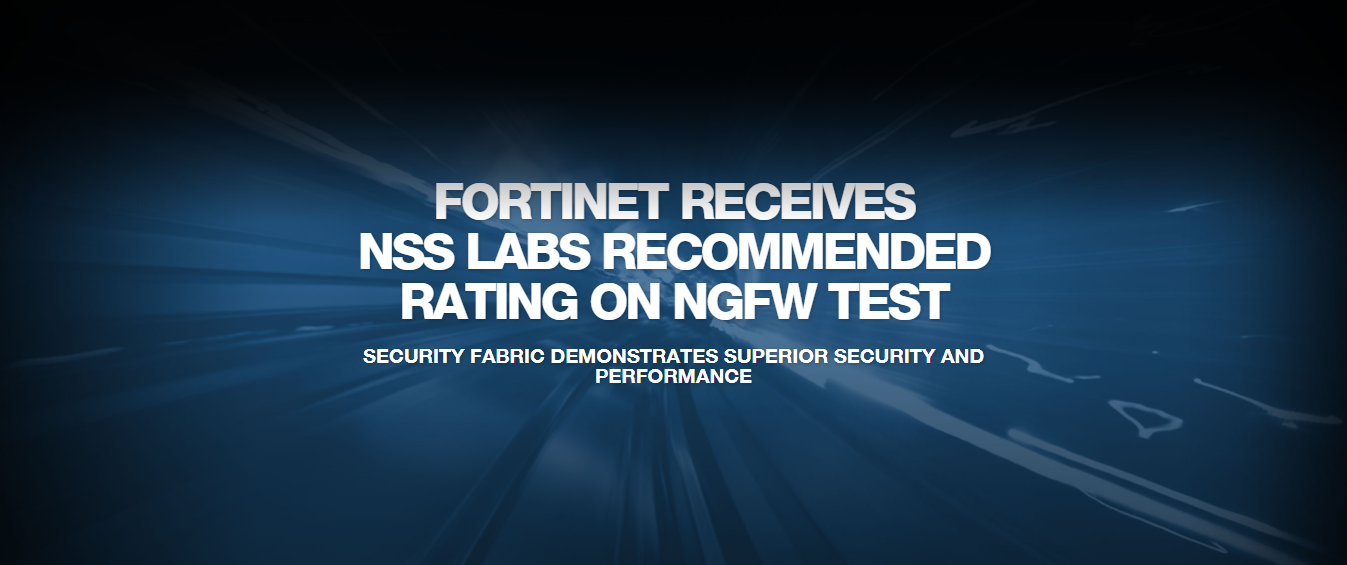 FORTINET RECEIVES
NSS LABS RECOMMENDED
RATING ON NGFW TEST
SECURITY FABRIC DEMONSTRATES SUPERIOR SECURITY AND
PERFORMANCE